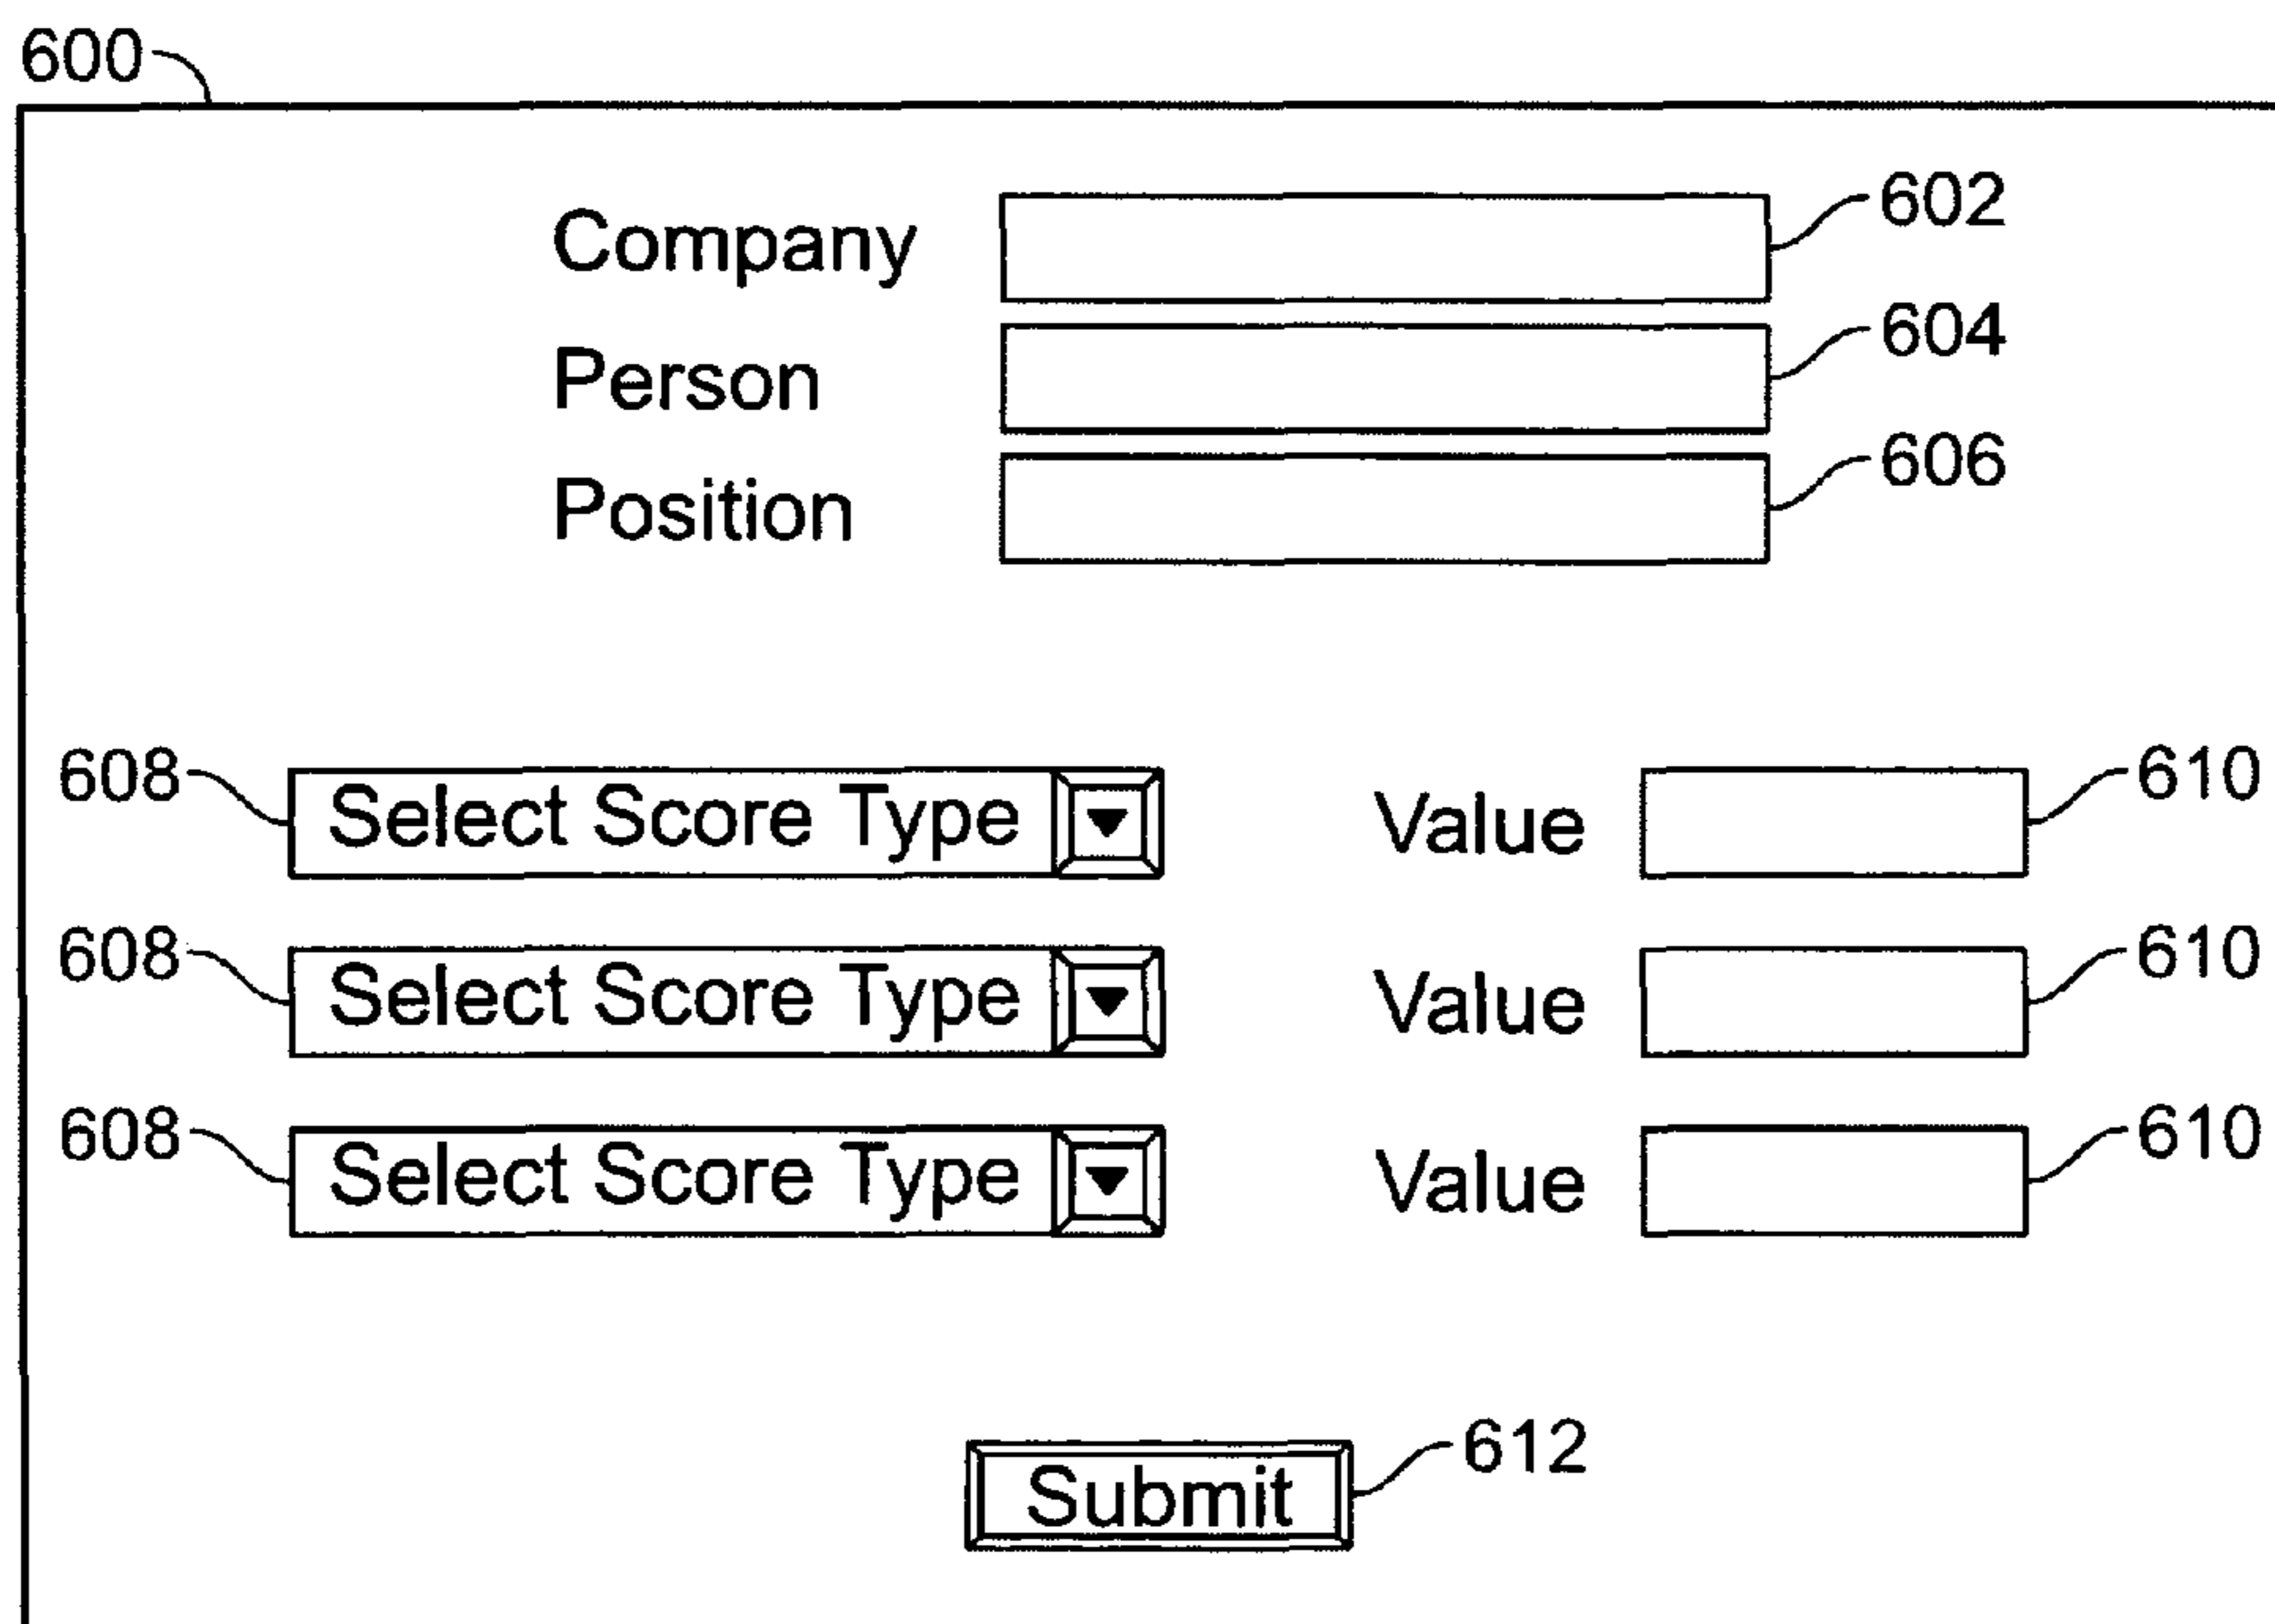 600
Company 602
Person 604
Position 606
608 Select Score Type Value 610
608 Select Score Type Value 610
608 Select Score Type Value 610
Submit 612